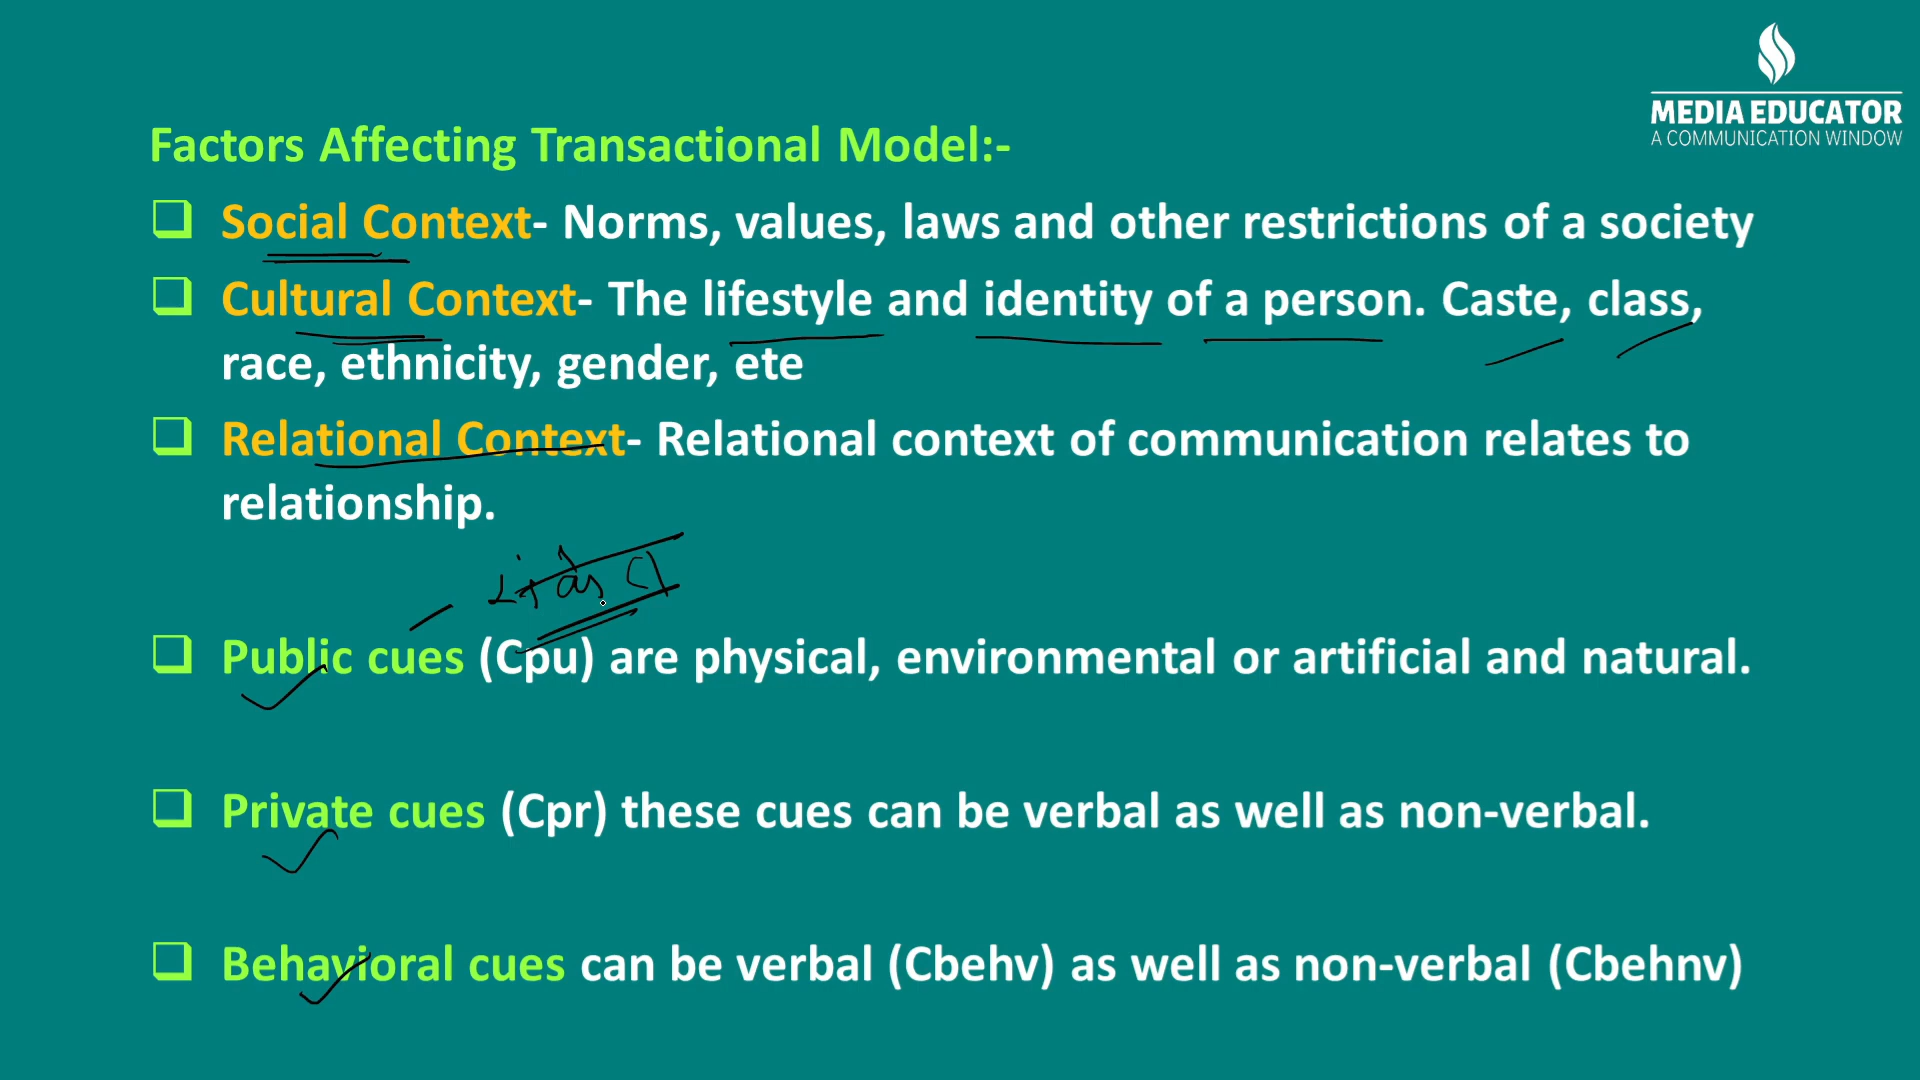 MEDIA EDUCATOR
A COMMUNICATION WINDOW
Factors Affecting Transactional Model:-
Social Context- Norms, values, laws and other restrictions of a society
Cultural Context- The lifestyle and identity of a person. Caste, class,
race, ethnicity, gender, ete
Relational Context- Relational context of communication relates to
relationship.
Public cues (Cpu) are physical, environmental or artificial and natural.
Private cues (Cpr) these cues can be verbal as well as non-verbal.
Behavioral cues can be verbal (Cbehv) as well as non-verbal (Cbehnv)